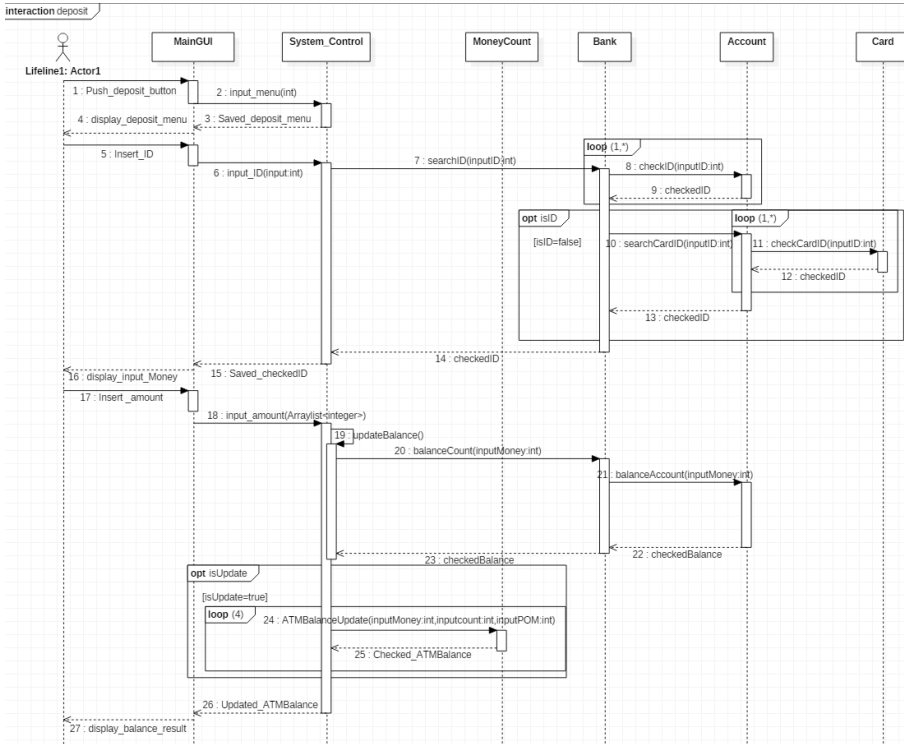 interaction deposit
MainGUI
System_Control
MoneyCount
Bank
Account
Card
Lifeline1: Actor1
1 : Push_deposit_button
2 : input_menu(int)
3 : Saved_deposit_menu
4 : display_deposit_menu
5 : Insert_ID
6 : input_ID(input:int)
7 : searchID(inputID:int)
loop (1,*)
8 : checkID(inputID:int)
9 : checkedID
opt isID
[isID=false]
loop (1,*)
10 : searchCardID(inputID:int)
11 : checkCardID(inputID:int)
12 : checkedID
13 : checkedID
14 : checkedID
15 : Saved_checkedID
16 : display_input_Money
17 : Insert _amount
18 : input_amount(Arraylist<integer>)
19 : updateBalance()
20 : balanceCount(inputMoney:int)
21 : balanceAccount(inputMoney:int)
22 : checkedBalance
23 : checkedBalance
opt isUpdate
[isUpdate=true]
loop (4)
24 : ATMBalanceUpdate(inputMoney:int,inputcount:int,inputPOM:int)
25 : Checked_ATMBalance
26 : Updated_ATMBalance
27 : display_balance_result